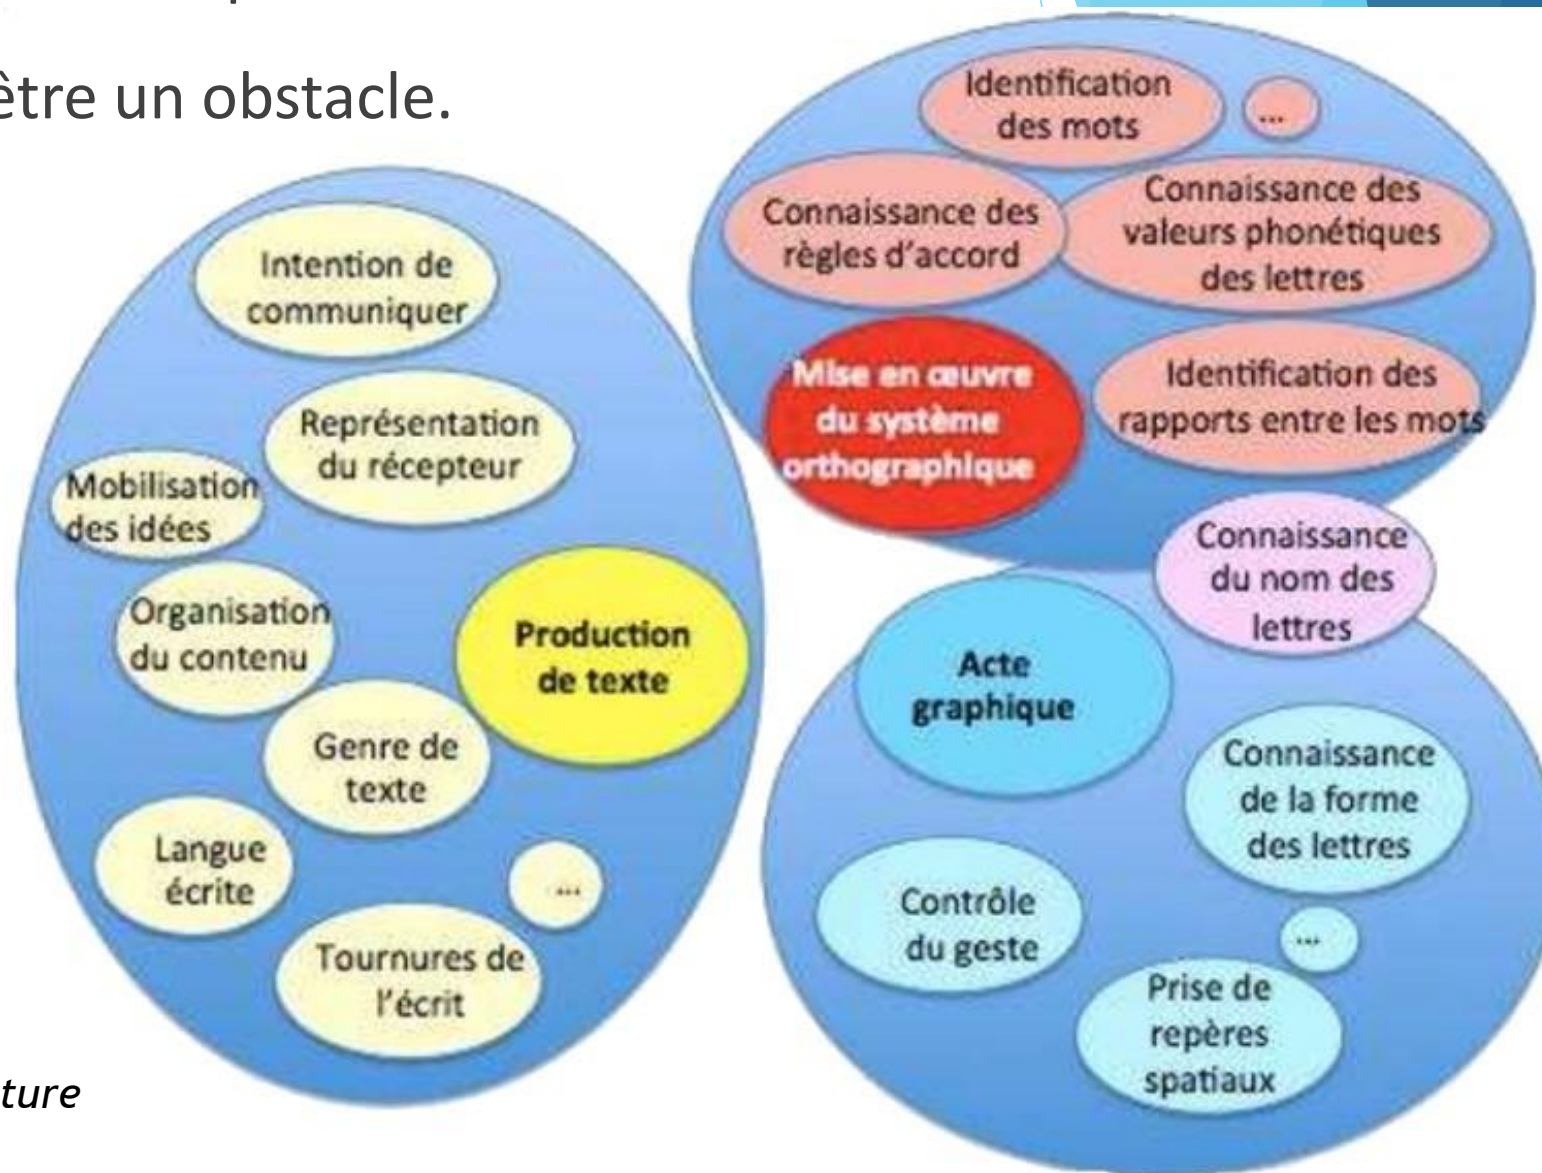 être un obstacle.
Intention de
communiquer
Représentation
du récepteur
Mobilisation
des idées
Organisation
du contenu
Production
de texte
Genre de
texte
Langue
écrite
...
Tournures de
l'écrit
Identification
des mots
...
Connaissance des
règles d'accord
Connaissance des
valeurs phonétiques
des lettres
Mise en œuvre
du système
orthographique
Identification des
rapports entre les mots
Connaissance
du nom des
lettres
Acte
graphique
Connaissance
de la forme
des lettres
Contrôle
du geste
...
Prise de
repères
spatiaux
ture